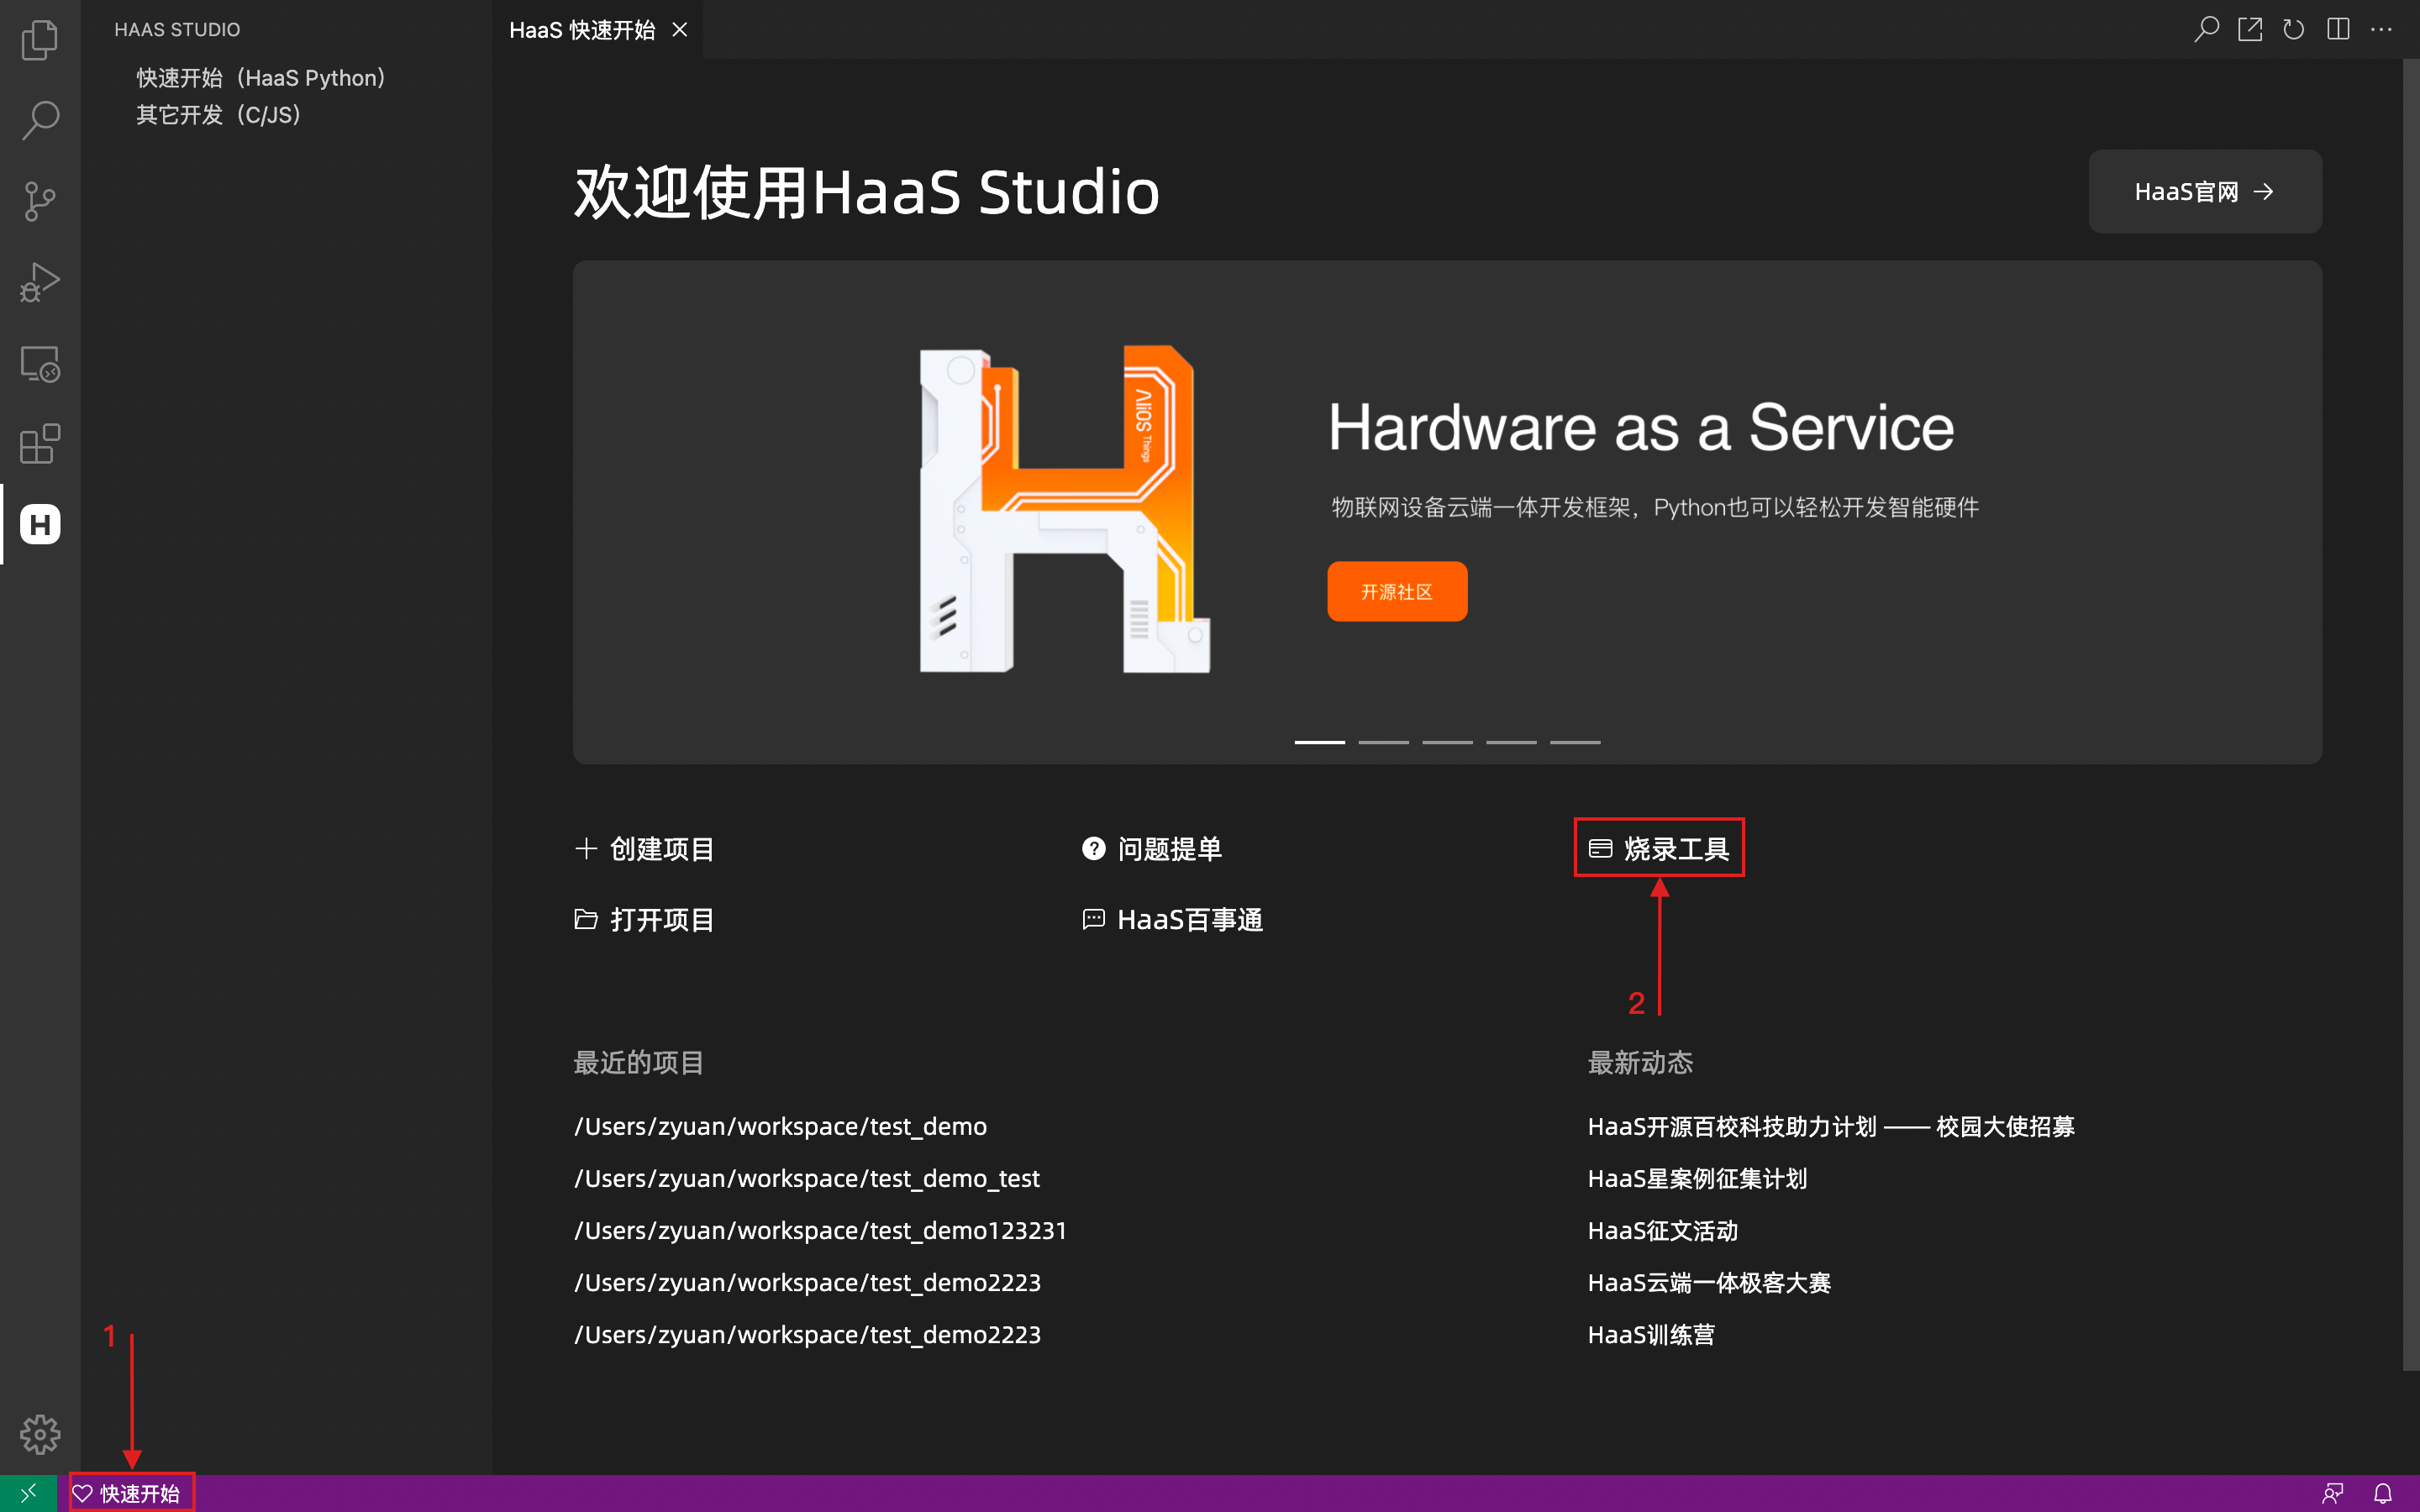 HAAS STUDIO
快速开始（HaaS Python）
其它开发（C/JS）
HaaS 快速开始
欢迎使用HaaS Studio
HaaS官网
AliOS Things
H
Hardware as a Service
物联网设备云端一体开发框架，Python也可以轻松开发智能硬件
开源社区
创建项目
问题提单
烧录工具
打开项目
HaaS百事通
2
最近的项目
/Users/zyuan/workspace/test_demo
/Users/zyuan/workspace/test_demo_test
/Users/zyuan/workspace/test_demo123231
/Users/zyuan/workspace/test_demo2223
/Users/zyuan/workspace/test_demo2223
最新动态
HaaS开源百校科技助力计划 —— 校园大使招募
HaaS星案例征集计划
HaaS征文活动
HaaS云端一体极客大赛
HaaS训练营
1
快速开始